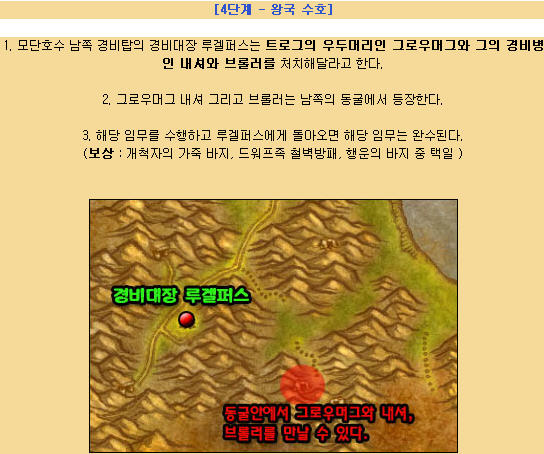 [4단계 - 왕국 수호]
1. 모단호수 남쪽 경비탑의 경비대장 루겔퍼스는 트로그의 우두머리인 그로우머그와 그의 경비병
인 내셔와 브롤러를 처치해달라고 한다.
2. 그로우머그 내셔 그리고 브롤러는 남쪽의 동굴에서 등장한다.
3. 해당 임무를 수행하고 루겔퍼스에게 돌아오면 해당 임무는 완수된다.
(보상 : 개척자의 가죽 바지, 드워프족 철벽방패, 행운의 바지 중 택일 )
경비대장 루겔퍼스
동굴안에서 그로우머그와 내셔,
브롤러를 만날 수 있다.